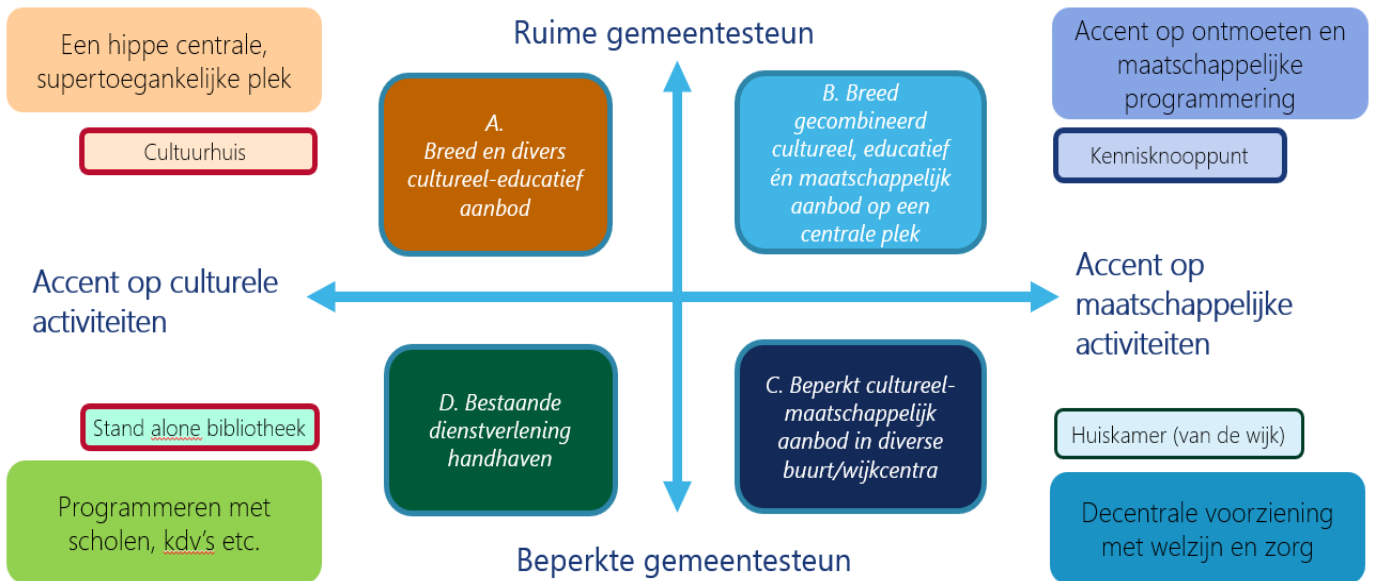 Een hippe centrale,
supertoegankelijke plek
Cultuurhuis
Ruime gemeentesteun
Accent op ontmoeten en
maatschappelijke
programmering
Kennisknooppunt
A.
Breed en divers
cultureel-educatief
aanbod
B. Breed
gecombineerd
cultureel, educatief
én maatschappelijk
aanbod op een
centrale plek
Accent op culturele
activiteiten
Accent op
maatschappelijke
activiteiten
D. Bestaande
dienstverlening
handhaven
C. Beperkt cultureel-
maatschappelijk
aanbod in diverse
buurt/wijkcentra
Stand alone bibliotheek
Programmeren met
scholen, kdv's etc.
Huiskamer (van de wijk)
Decentrale voorziening
met welzijn en zorg
Beperkte gemeentesteun